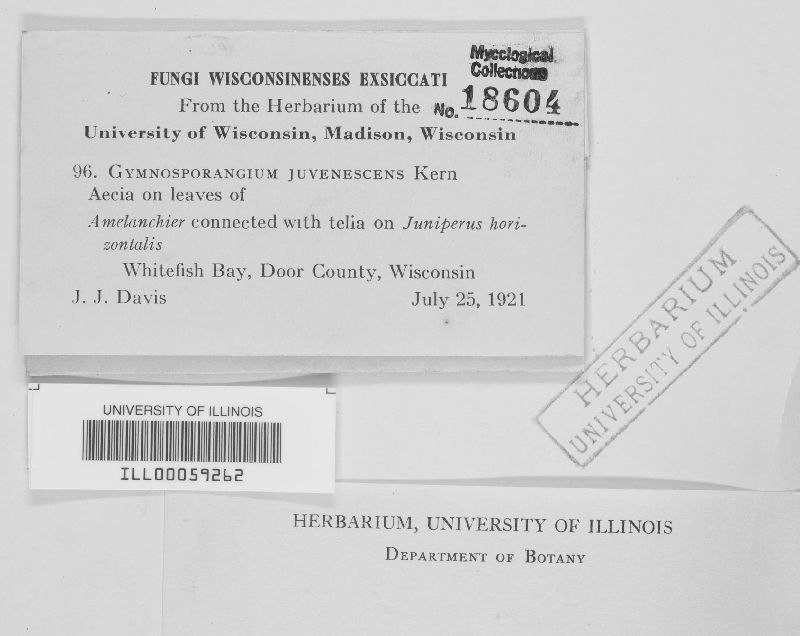 Mycological
Collections
No. 18604
FUNGI WISCONSINENSES EXSICCATI
From the Herbarium of the
University of Wisconsin, Madison, Wisconsin
96. GYMNOSPORANGIUM JUVENESCENS Kern
Aecia on leaves of
Amelanchier connected with telia on Juniperus hori-
zontalis
Whitefish Bay, Door County, Wisconsin
J. J. Davis July 25, 1921
HERBARIUM
UNIVERSITY OF ILLINOIS
UNIVERSITY OF ILLINOIS
ILL00059262
HERBARIUM, UNIVERSITY OF ILLINOIS
DEPARTMENT OF BOTANY